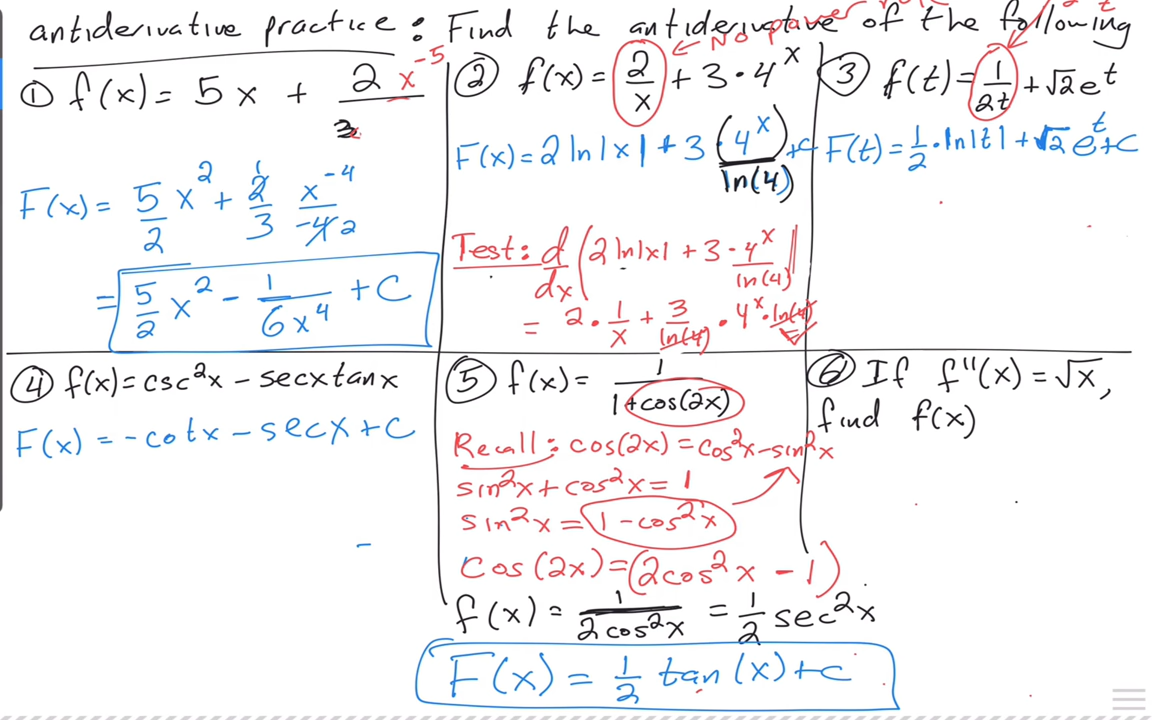 antiderivative practice : Find the antiderivative of the following
← No power
① f(x) = 5x + 2x⁻⁵/3
F(x) = 5/2 x² + 2/3 x⁻⁴/-4 1 2
= 5/2 x² - 1/6x⁴ + C
② f(x) = 2/x + 3·4ˣ
F(x) = 2 ln|x| + 3·(4ˣ)/ln(4) + C
Test: d/dx (2 ln|x| + 3·4ˣ/ln(4))
= 2·1/x + 3/ln(4)·4ˣ·ln(4)
③ f(t) = 1/2t + √2 eᵗ
F(t) = 1/2·ln|t| + √2 eᵗ + C
④ f(x) = csc²x - secxtanx
F(x) = -cotx - secx + C
⑤ f(x) = 1/1+cos(2x)
Recall: cos(2x) = cos²x - sin²x
sin²x + cos²x = 1
sin²x = 1 - cos²x
cos(2x) = (2cos²x - 1)
f(x) = 1/2cos²x = 1/2 sec²x
F(x) = 1/2 tan(x) + C
⑥ If f"(x) = √x,
find f(x)